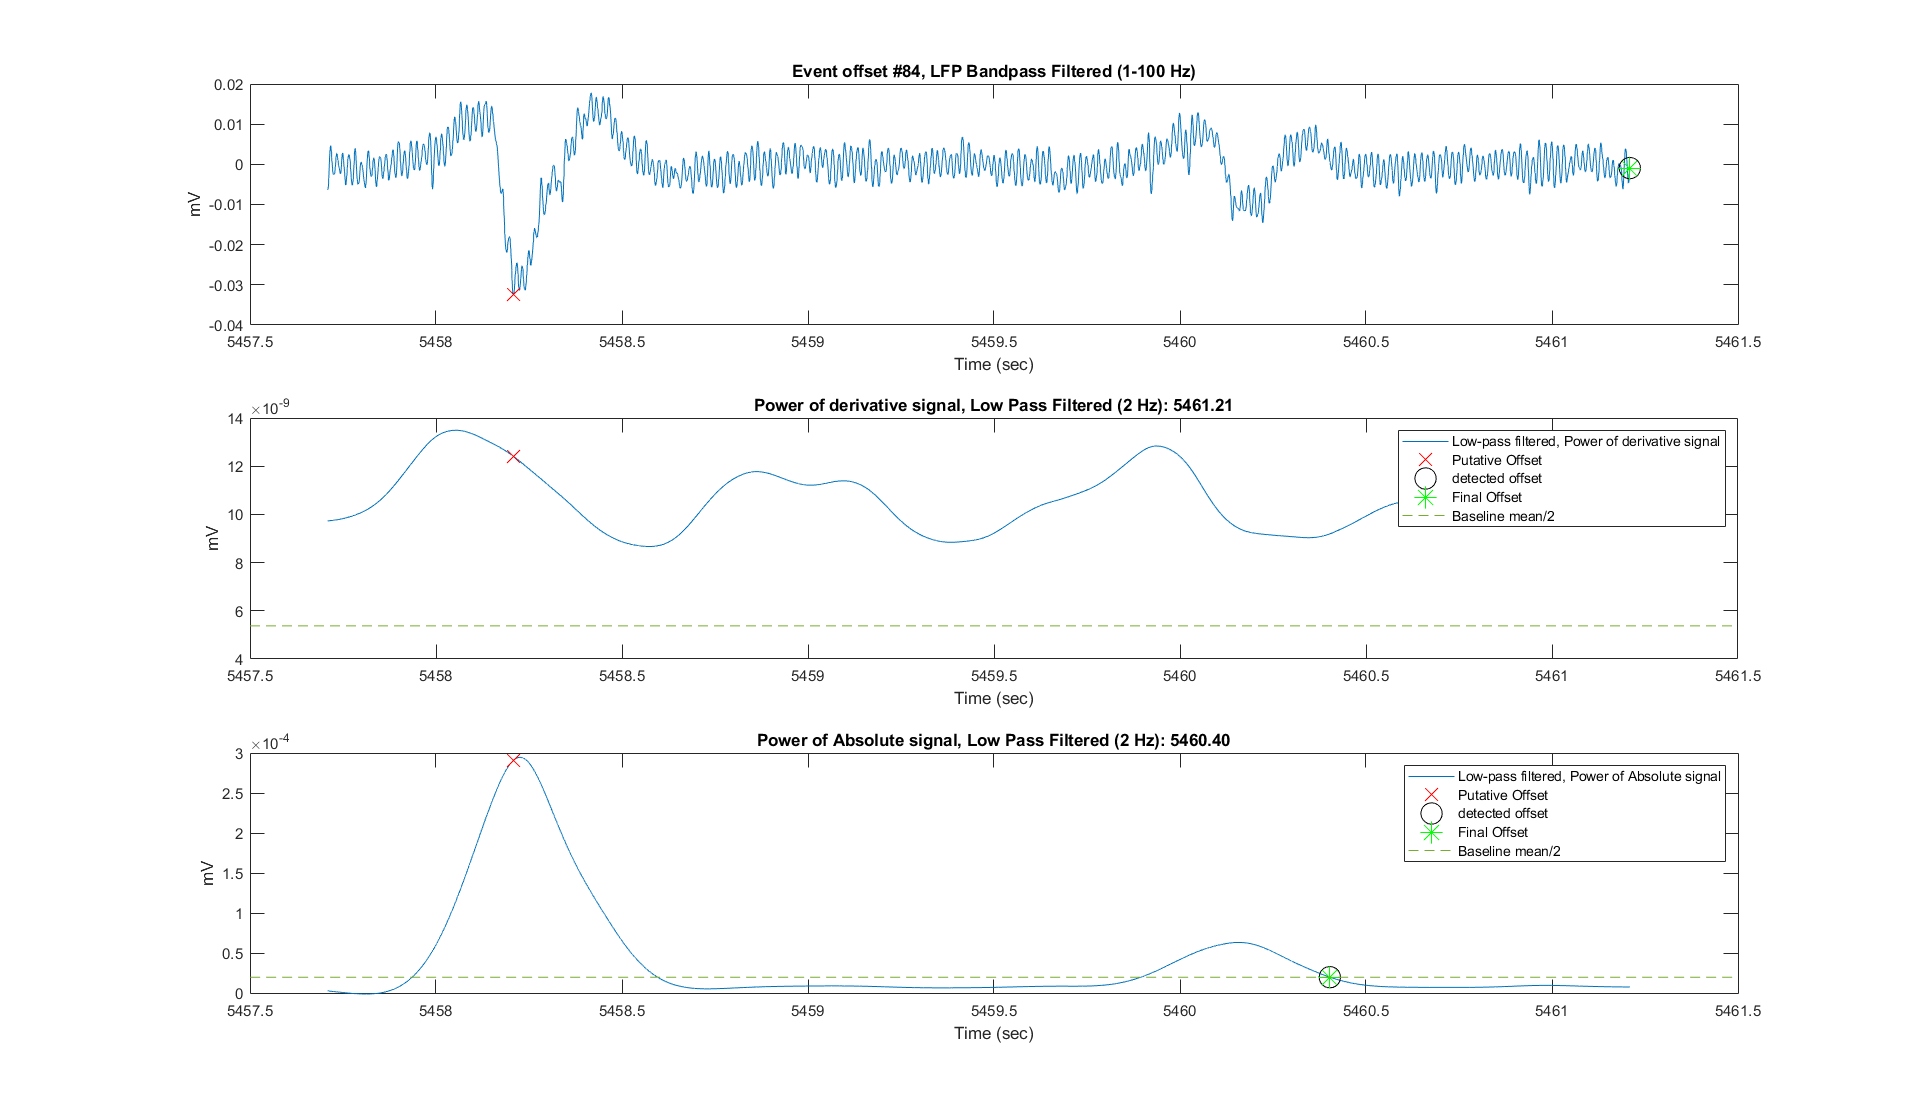 Event offset #84, LFP Bandpass Filtered (1-100 Hz)
0.02
0.01
0
-0.01
-0.02
-0.03
-0.04
mV
5457.5 5458 5458.5 5459 5459.5 5460 5460.5 5461 5461.5
Time (sec)
Power of derivative signal, Low Pass Filtered (2 Hz): 5461.21
×10⁻⁹
14
12
10
8
6
4
mV
Low-pass filtered, Power of derivative signal
Putative Offset
detected offset
Final Offset
Baseline mean/2
5457.5 5458 5458.5 5459 5459.5 5460 5460.5 5461 5461.5
Time (sec)
Power of Absolute signal, Low Pass Filtered (2 Hz): 5460.40
×10⁻⁴
3
2.5
2
1.5
1
0.5
0
mV
Low-pass filtered, Power of Absolute signal
Putative Offset
detected offset
Final Offset
Baseline mean/2
5457.5 5458 5458.5 5459 5459.5 5460 5460.5 5461 5461.5
Time (sec)